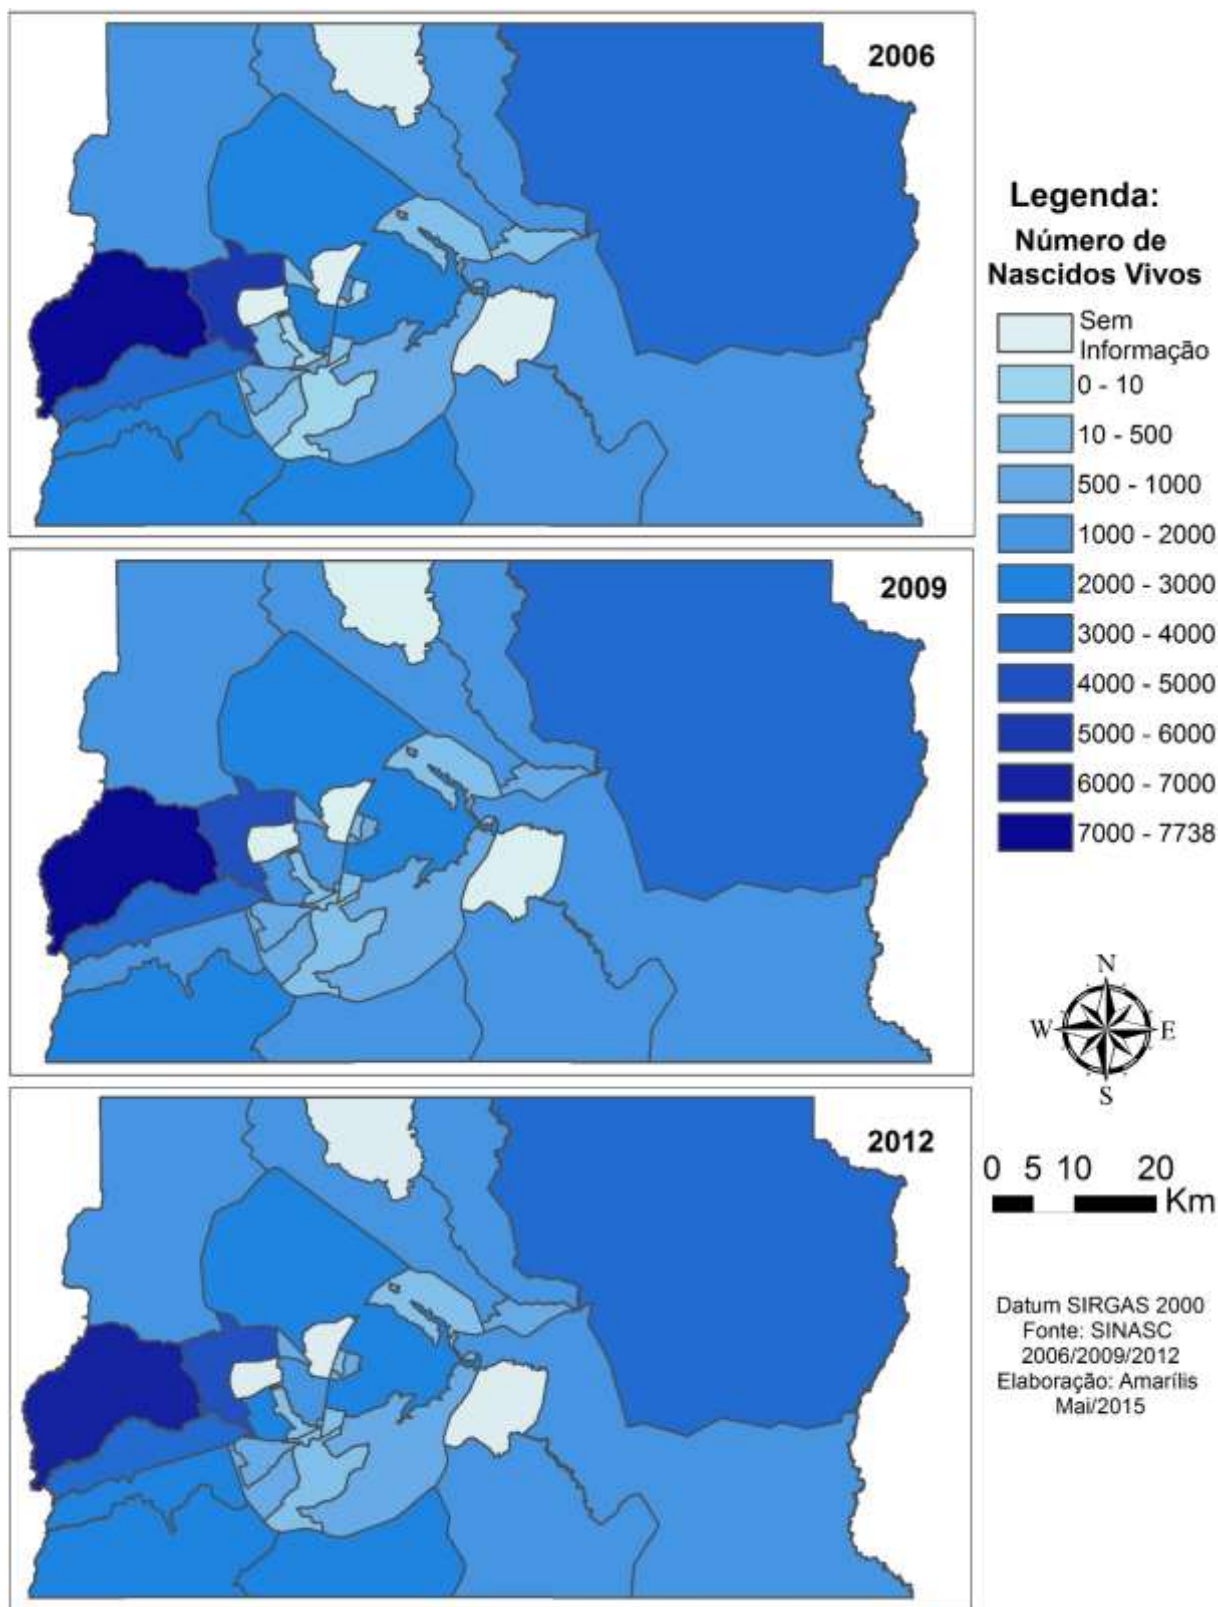 2006
Legenda:
Número de
Nascidos Vivos
Sem
Informação
0 - 10
10 - 500
500 - 1000
1000 - 2000
2000 - 3000
3000 - 4000
4000 - 5000
5000 - 6000
6000 - 7000
7000 - 7738
2009
N
W E
S
2012
0 5 10 20
Km
Datum SIRGAS 2000
Fonte: SINASC
2006/2009/2012
Elaboração: Amarílis
Mai/2015